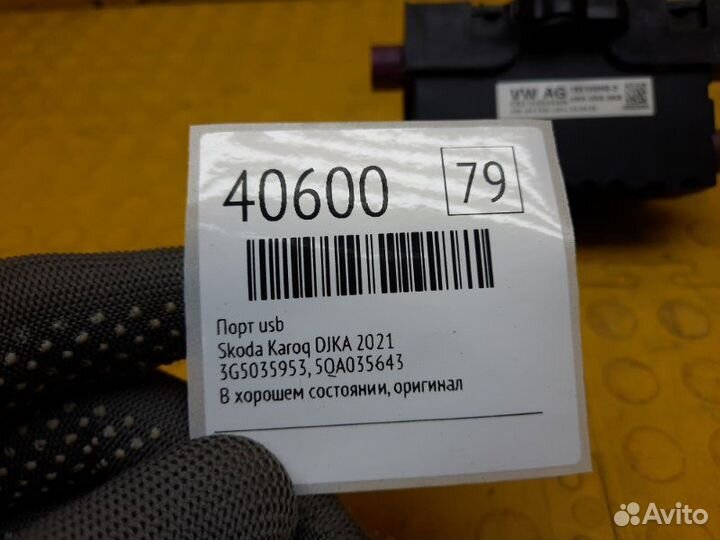 VW AG
40600
79
Порт usb
Skoda Karoq DJKA 2021
3G5035953, 5QA035643
В хорошем состоянии, оригинал
Avito